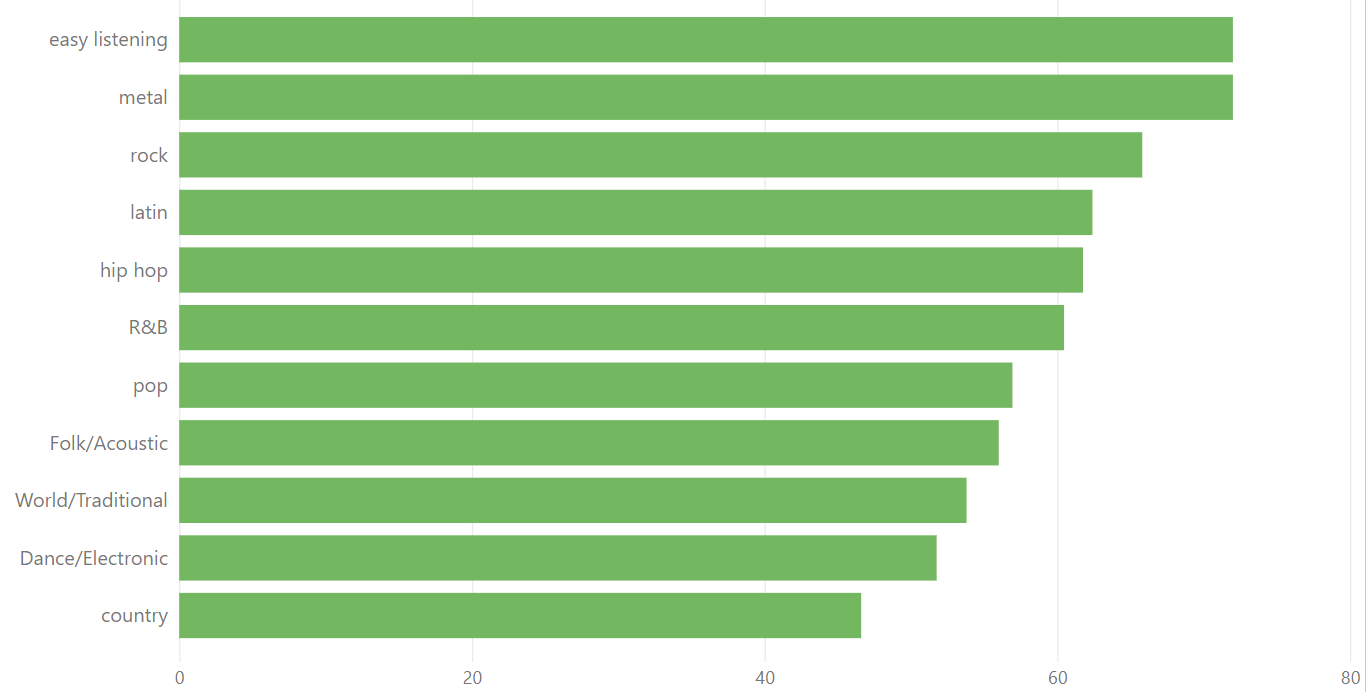 easy listening
metal
rock
latin
hip hop
R&B
pop
Folk/Acoustic
World/Traditional
Dance/Electronic
country
0 20 40 60 80